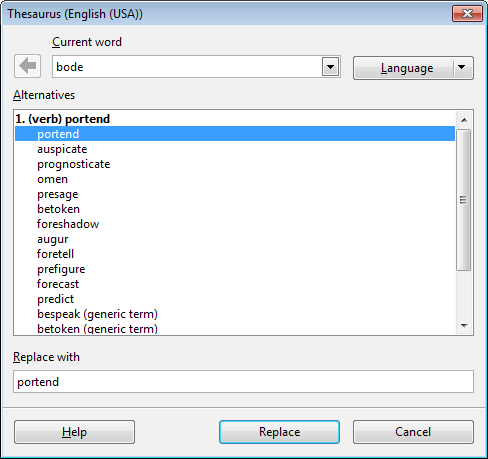 Thesaurus (English (USA))
Current word
bode
Language
Alternatives
1. (verb) portend
portend
auspicate
prognosticate
omen
presage
betoken
foreshadow
augur
foretell
prefigure
forecast
predict
bespeak (generic term)
betoken (generic term)
Replace with
portend
Help
Replace
Cancel